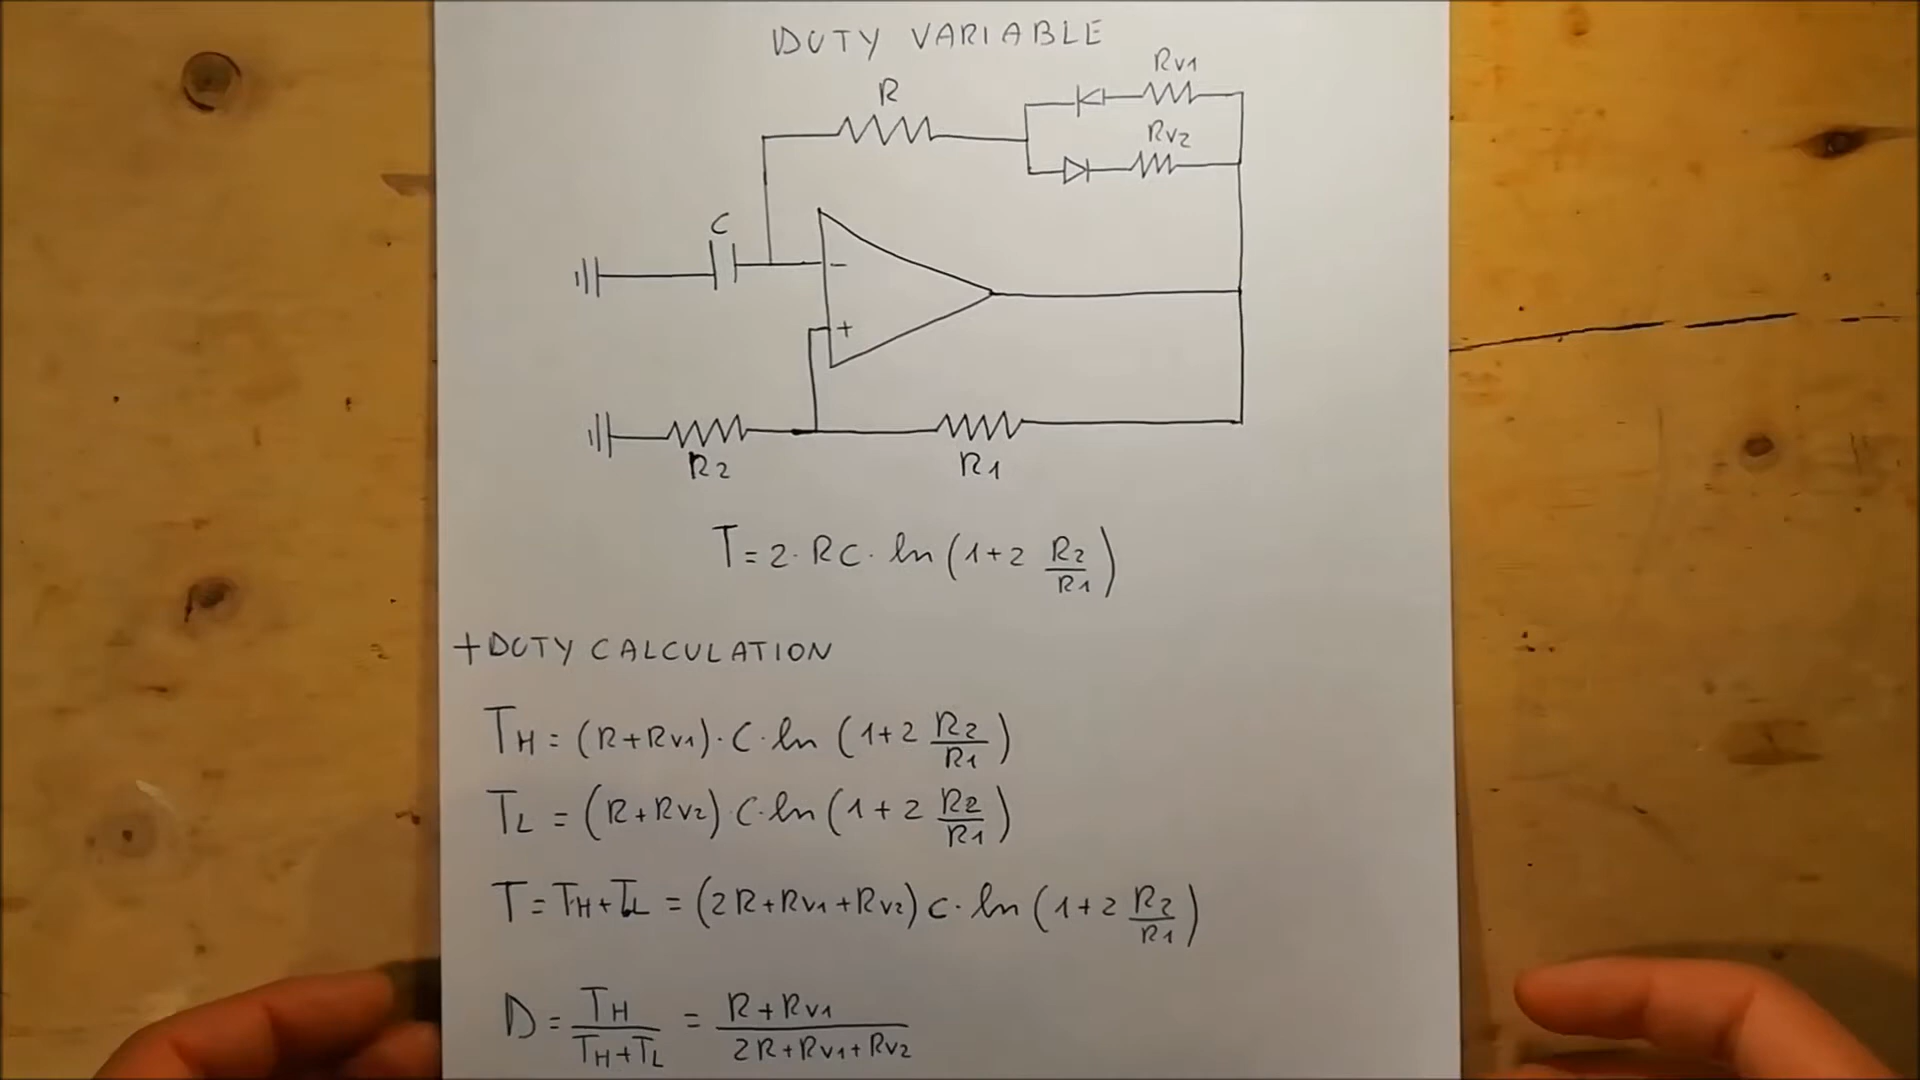 DUTY VARIABLE
Rv1
R
Rv2
C
-
+
R2
R1
T = 2 · RC · ln (1 + 2 R2/R1)
+ DUTY CALCULATION
TH = (R + Rv1) · C · ln (1 + 2 R2/R1)
TL = (R + Rv2) · C · ln (1 + 2 R2/R1)
T = TH + TL = (2R + Rv1 + Rv2) C · ln (1 + 2 R2/R1)
D = TH/(TH + TL) = (R + Rv1)/(2R + Rv1 + Rv2)